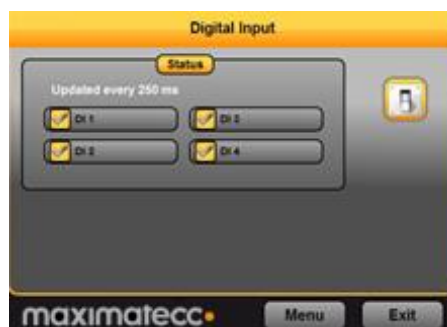 Digital Input
Status
Updated every 250 ms
DI 1
DI 3
DI 2
DI 4
maximatecc
Menu
Exit